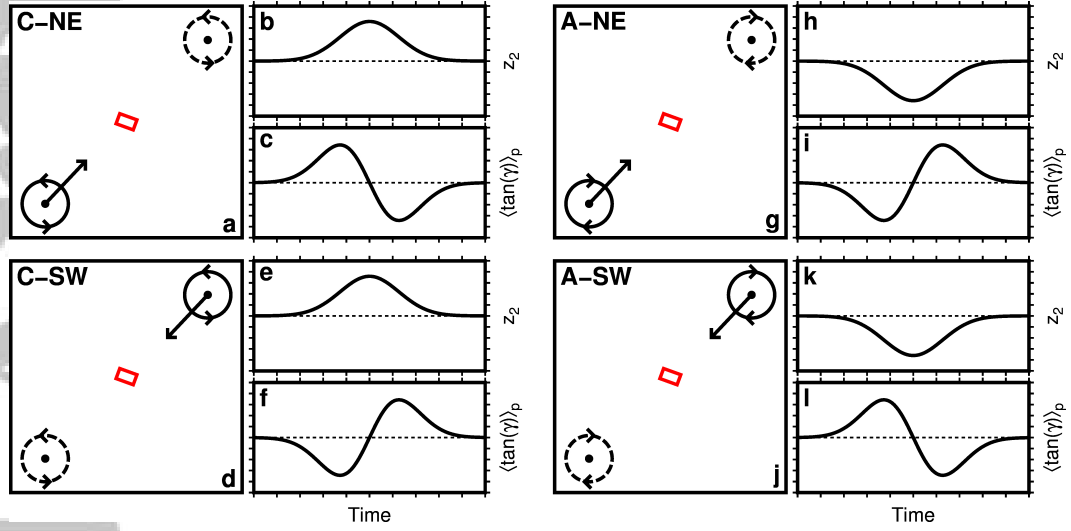 C−NE
a
b
z2
c
⟨tan(γ)⟩p
A−NE
g
h
z2
i
⟨tan(γ)⟩p
C−SW
d
e
z2
f
⟨tan(γ)⟩p
Time
A−SW
j
k
z2
l
⟨tan(γ)⟩p
Time